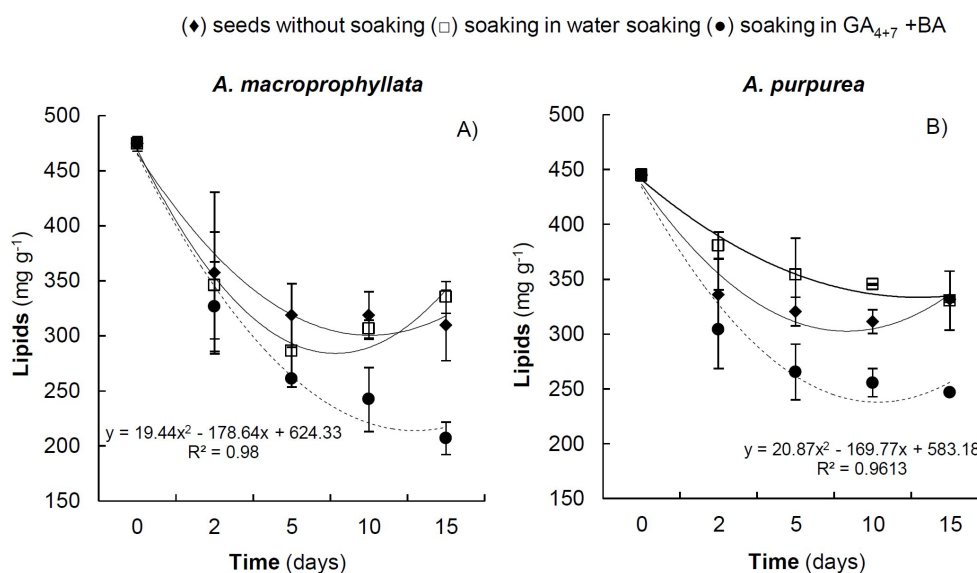 (♦) seeds without soaking (□) soaking in water soaking (●) soaking in GA4+7 +BA
A. macroprophyllata
A. purpurea
A)
500
450
400
350
300
250
200
150
Lipids (mg g-1)
y = 19.44x² - 178.64x + 624.33
R² = 0.98
0 2 5 10 15
Time (days)
B)
500
450
400
350
300
250
200
150
Lipids (mg g-1)
y = 20.87x² - 169.77x + 583.18
R² = 0.9613
0 2 5 10 15
Time (days)